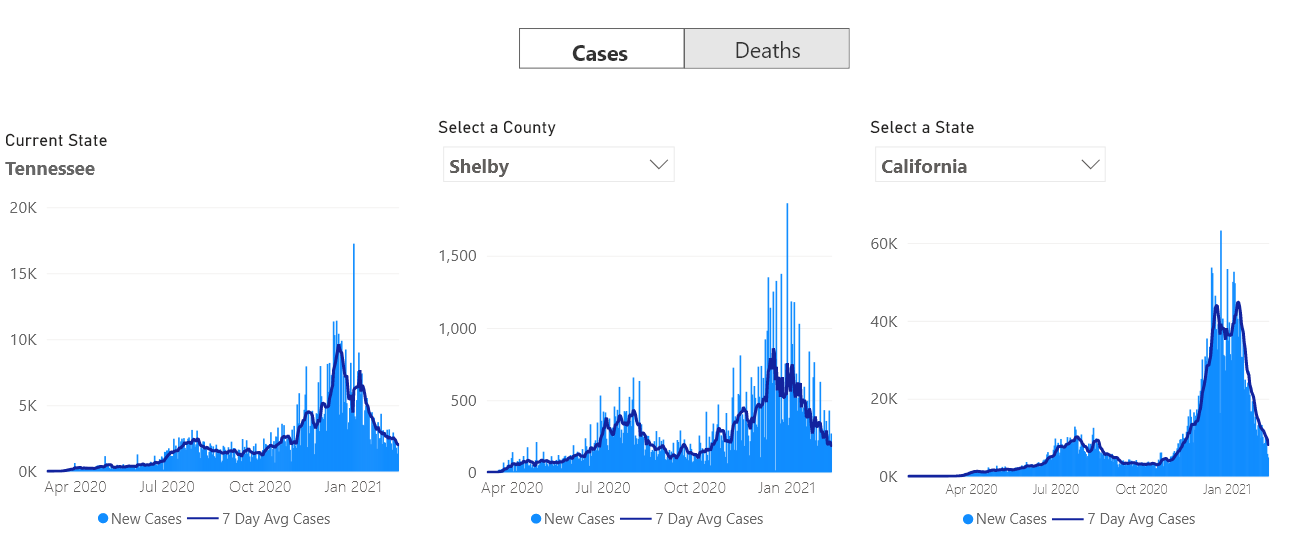 Cases
Deaths
Current State
Tennessee
20K
15K
10K
5K
0K
Apr 2020 Jul 2020 Oct 2020 Jan 2021
New Cases 7 Day Avg Cases
Select a County
Shelby
1,500
1,000
500
0
Apr 2020 Jul 2020 Oct 2020 Jan 2021
New Cases 7 Day Avg Cases
Select a State
California
60K
40K
20K
0K
Apr 2020 Jul 2020 Oct 2020 Jan 2021
New Cases 7 Day Avg Cases